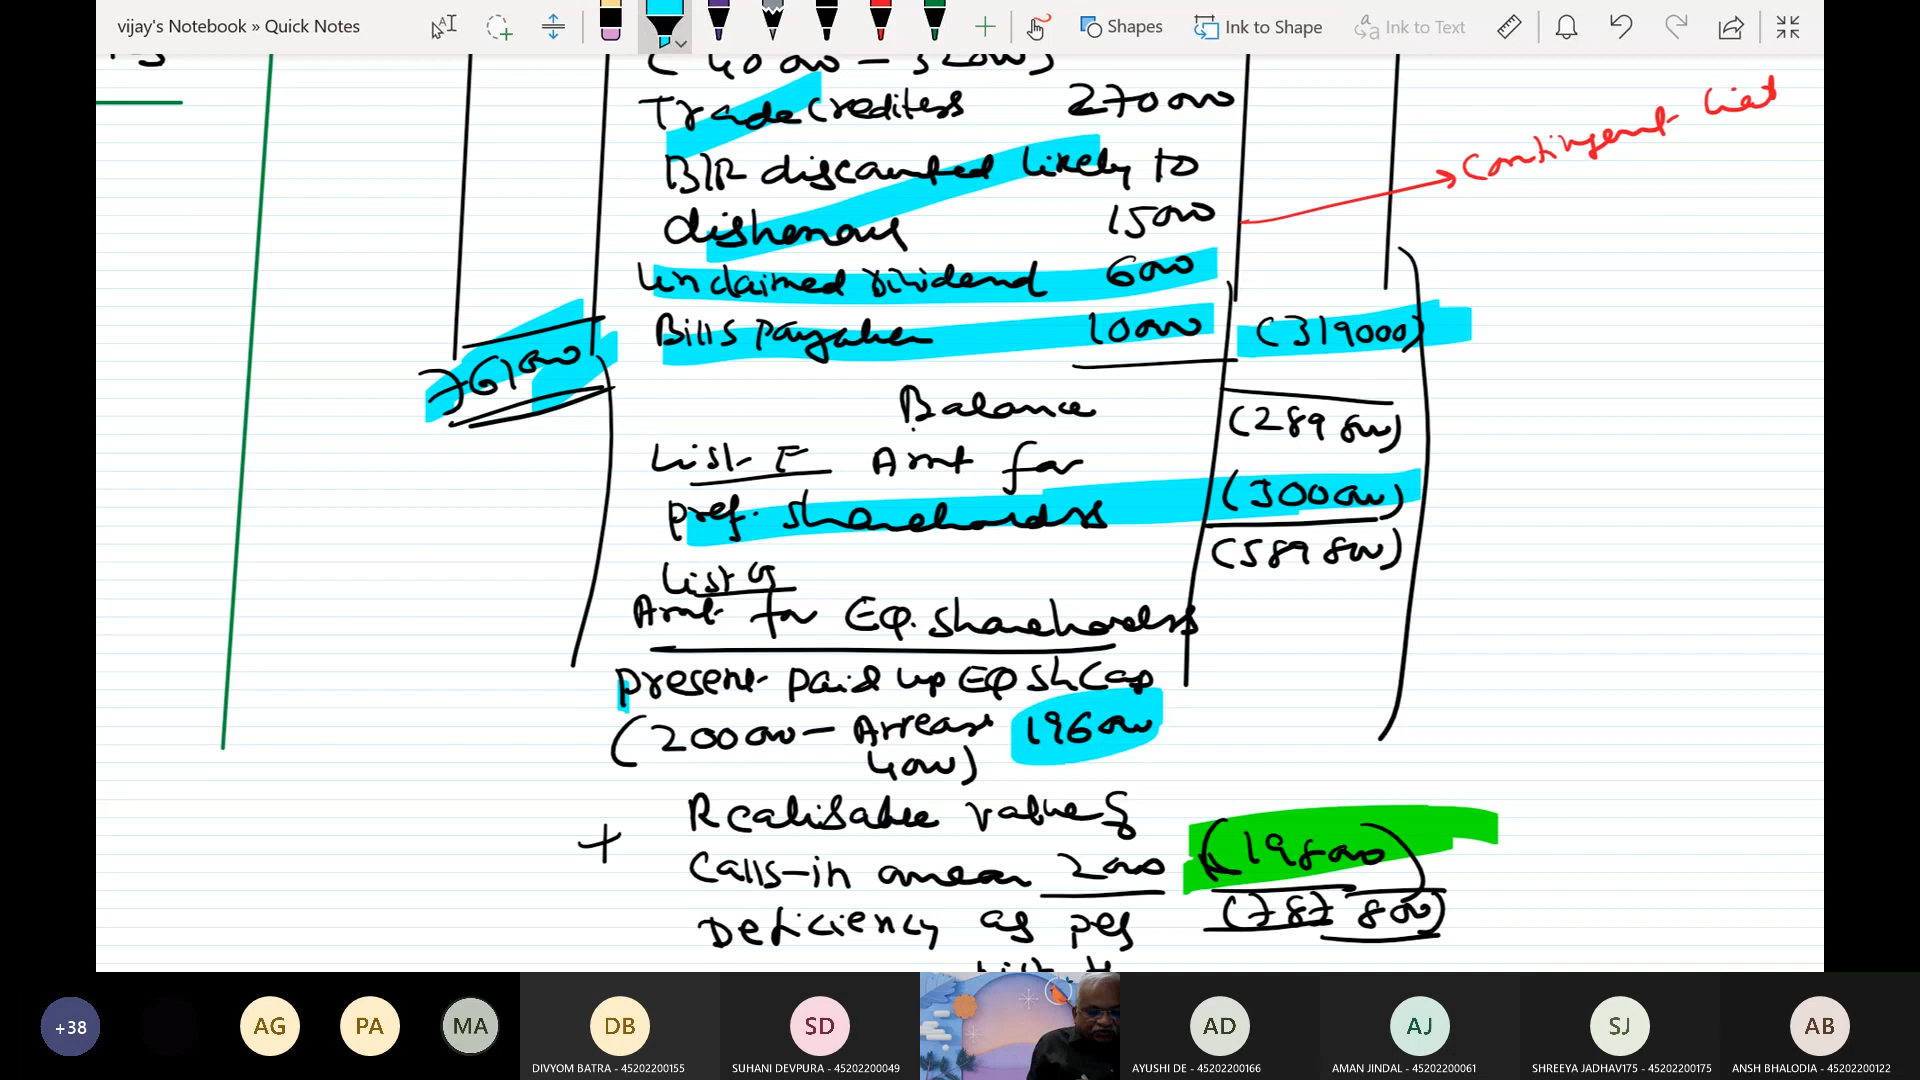 vijay's Notebook » Quick Notes
Shapes
Ink to Shape
Ink to Text
Trade Creditors 270000
B/R discounted likely to
dishonour 15000
Unclaimed Dividend 6000
Bills payable 10000 (319000)
Contingent Liab
761000
Balance (289800)
List F Amt for
pref. shareholders (300000)
(589800)
List G
Amt for EQ. shareholders
present paid up EQ Sh Cap
(200000 - Arrears 196000
4000)
+ Realisable value of
Calls-in arrear 2000 (198000)
(787800)
Deficiency as per
+38
AG
PA
MA
DB
SD
AD
AJ
SJ
AB
DIVYOM BATRA - 45202200155
SUHANI DEVPURA - 45202200049
AYUSHI DE - 45202200166
AMAN JINDAL - 45202200061
SHREEYA JADHAV175 - 45202200175
ANSH BHALODIA - 45202200122